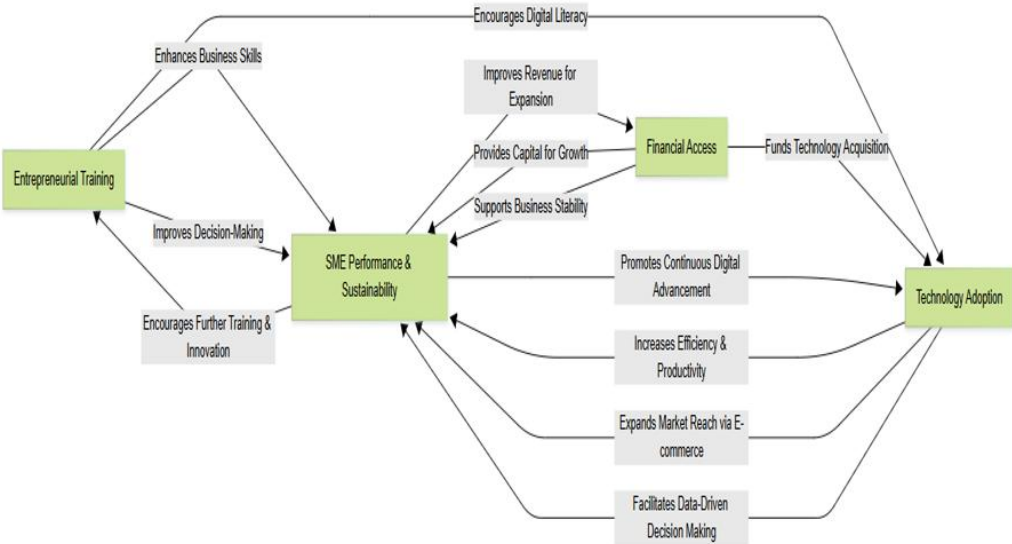 Encourages Digital Literacy
Enhances Business Skills
Improves Revenue for
Expansion
Financial Access
Provides Capital for Growth
Funds Technology Acquisition
Entrepreneurial Training
Supports Business Stability
Improves Decision-Making
SME Performance &
Sustainability
Promotes Continuous Digital
Advancement
Technology Adoption
Encourages Further Training &
Innovation
Increases Efficiency &
Productivity
Expands Market Reach via E-
commerce
Facilitates Data-Driven
Decision Making